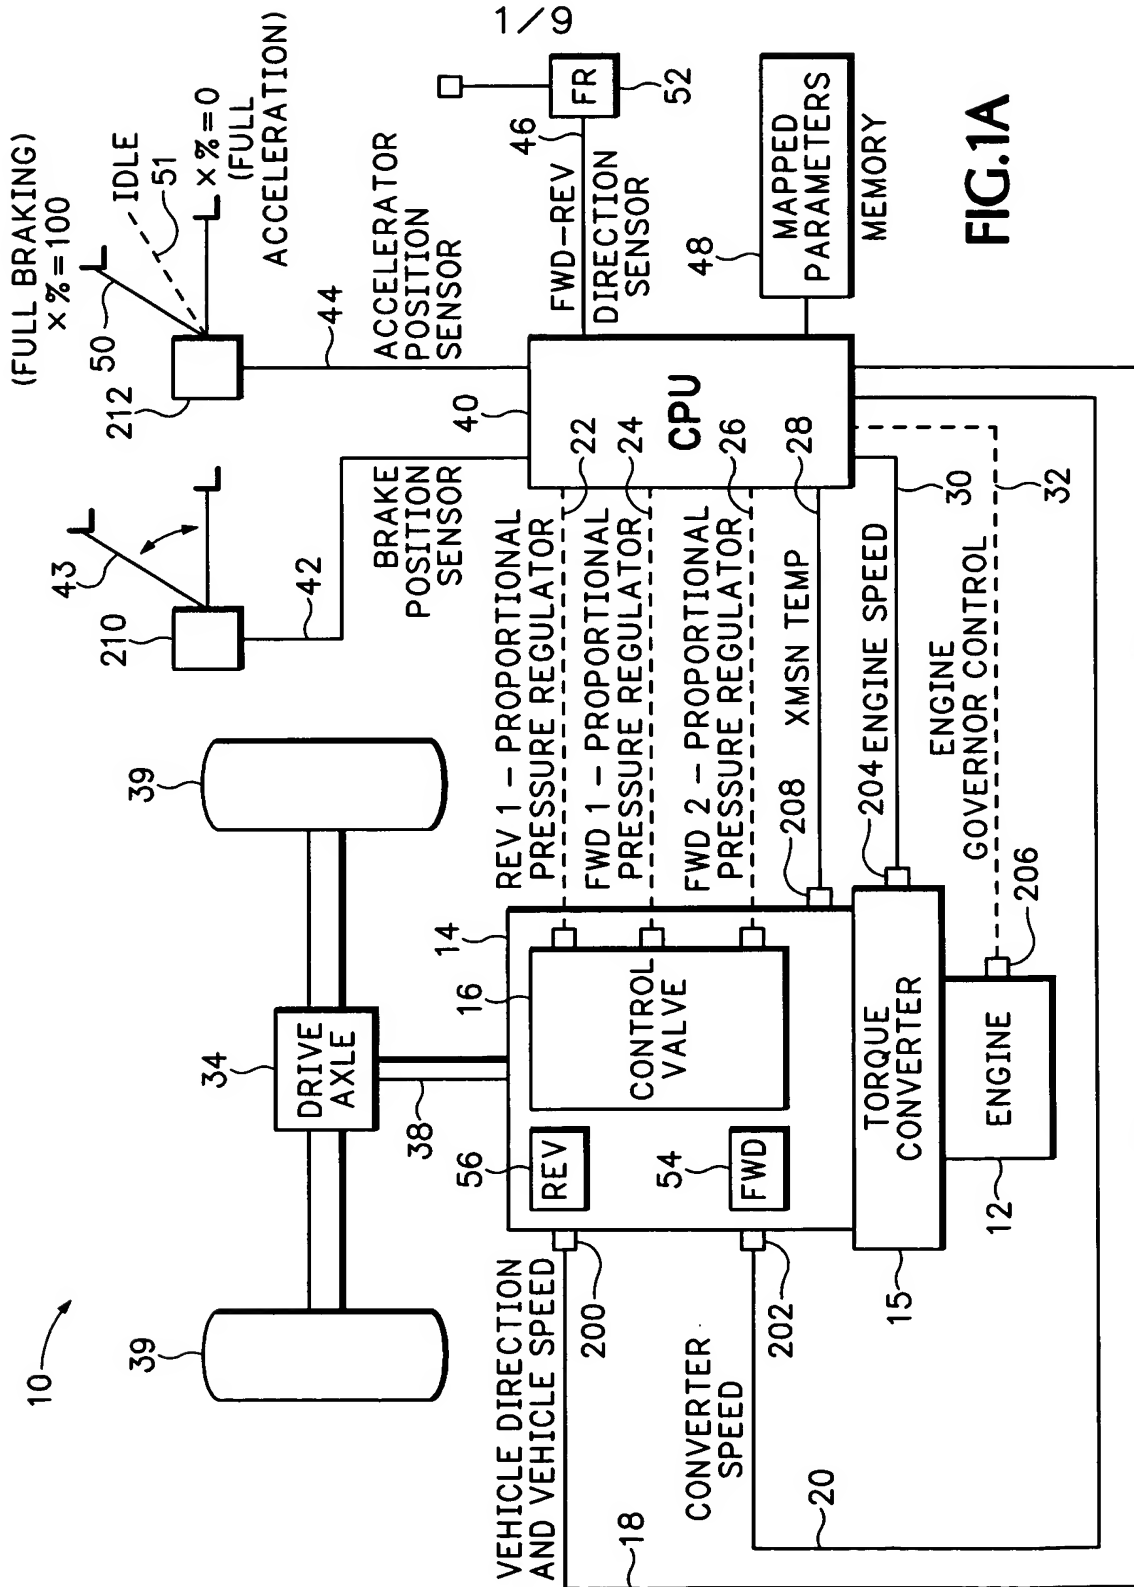 1/9
(FULL BRAKING)
x%=100
IDLE
51
50
x%=0
(FULL
ACCELERATION)
212
44
ACCELERATOR
POSITION
SENSOR
43
210
42
BRAKE
POSITION
SENSOR
FR
52
46
FWD-REV
DIRECTION
SENSOR
MAPPED
PARAMETERS
48
MEMORY
40
CPU
22
24
26
28
30
32
REV 1 - PROPORTIONAL
PRESSURE REGULATOR
FWD 1 - PROPORTIONAL
PRESSURE REGULATOR
FWD 2 - PROPORTIONAL
PRESSURE REGULATOR
XMSN TEMP
208
204 ENGINE SPEED
ENGINE
GOVERNOR CONTROL
206
10
39
39
34
DRIVE
AXLE
38
14
16
CONTROL
VALVE
56
REV
54
FWD
TORQUE
CONVERTER
15
ENGINE
12
VEHICLE DIRECTION
AND VEHICLE SPEED
200
CONVERTER
SPEED
202
18
20
FIG.1A